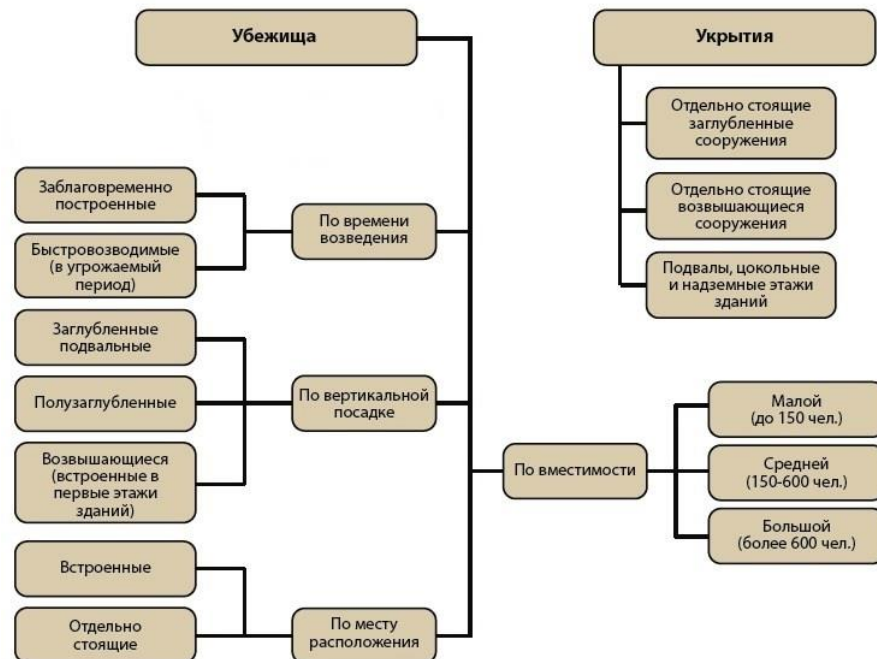 Убежища
Заблаговременно
построенные
Быстровозводимые
(в угрожаемый
период)
По времени
возведения
Заглубленные
подвальные
Полузаглубленные
Возвышающиеся
(встроенные в
первые этажи
зданий)
По вертикальной
посадке
Встроенные
Отдельно
стоящие
По месту
расположения
По вместимости
Малой
(до 150 чел.)
Средней
(150-600 чел.)
Большой
(более 600 чел.)
Укрытия
Отдельно стоящие
заглубленные
сооружения
Отдельно стоящие
возвышающиеся
сооружения
Подвалы, цокольные
и надземные этажи
зданий